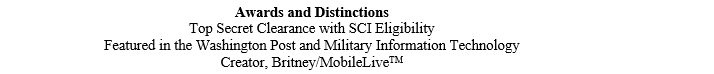 Awards and Distinctions
Top Secret Clearance with SCI Eligibility
Featured in the Washington Post and Military Information Technology
Creator, Britney/MobileLive™